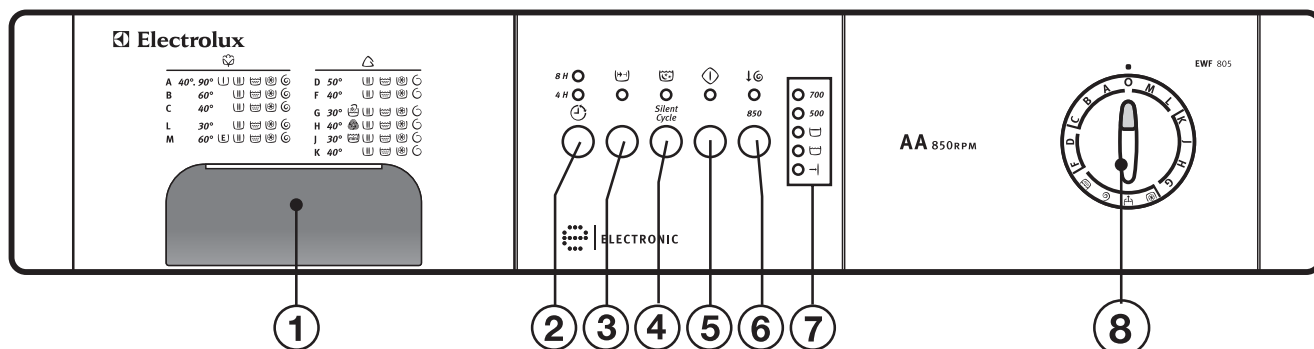 Electrolux
A 40°. 90°
B 60°
C 40°
L 30°
M 60° E
D 50°
F 40°
G 30°
H 40°
J 30°
K 40°
8 H
4 H
Silent
Cycle
850
700
500
ELECTRONIC
AA 850RPM
EWF 805
A B C D F
M L K J H G
1 2 3 4 5 6 7 8